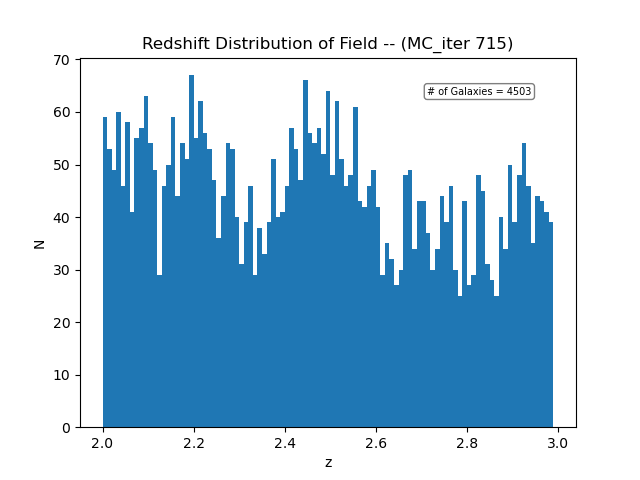 Redshift Distribution of Field -- (MC_iter 715)
# of Galaxies = 4503
70
60
50
40
30
20
10
0
N
2.0 2.2 2.4 2.6 2.8 3.0
z